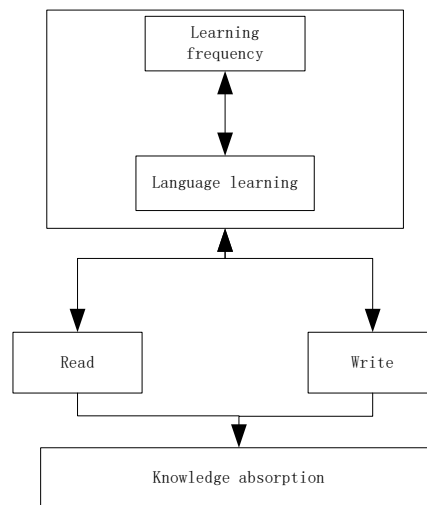 Learning
frequency
Language learning
Read
Write
Knowledge absorption